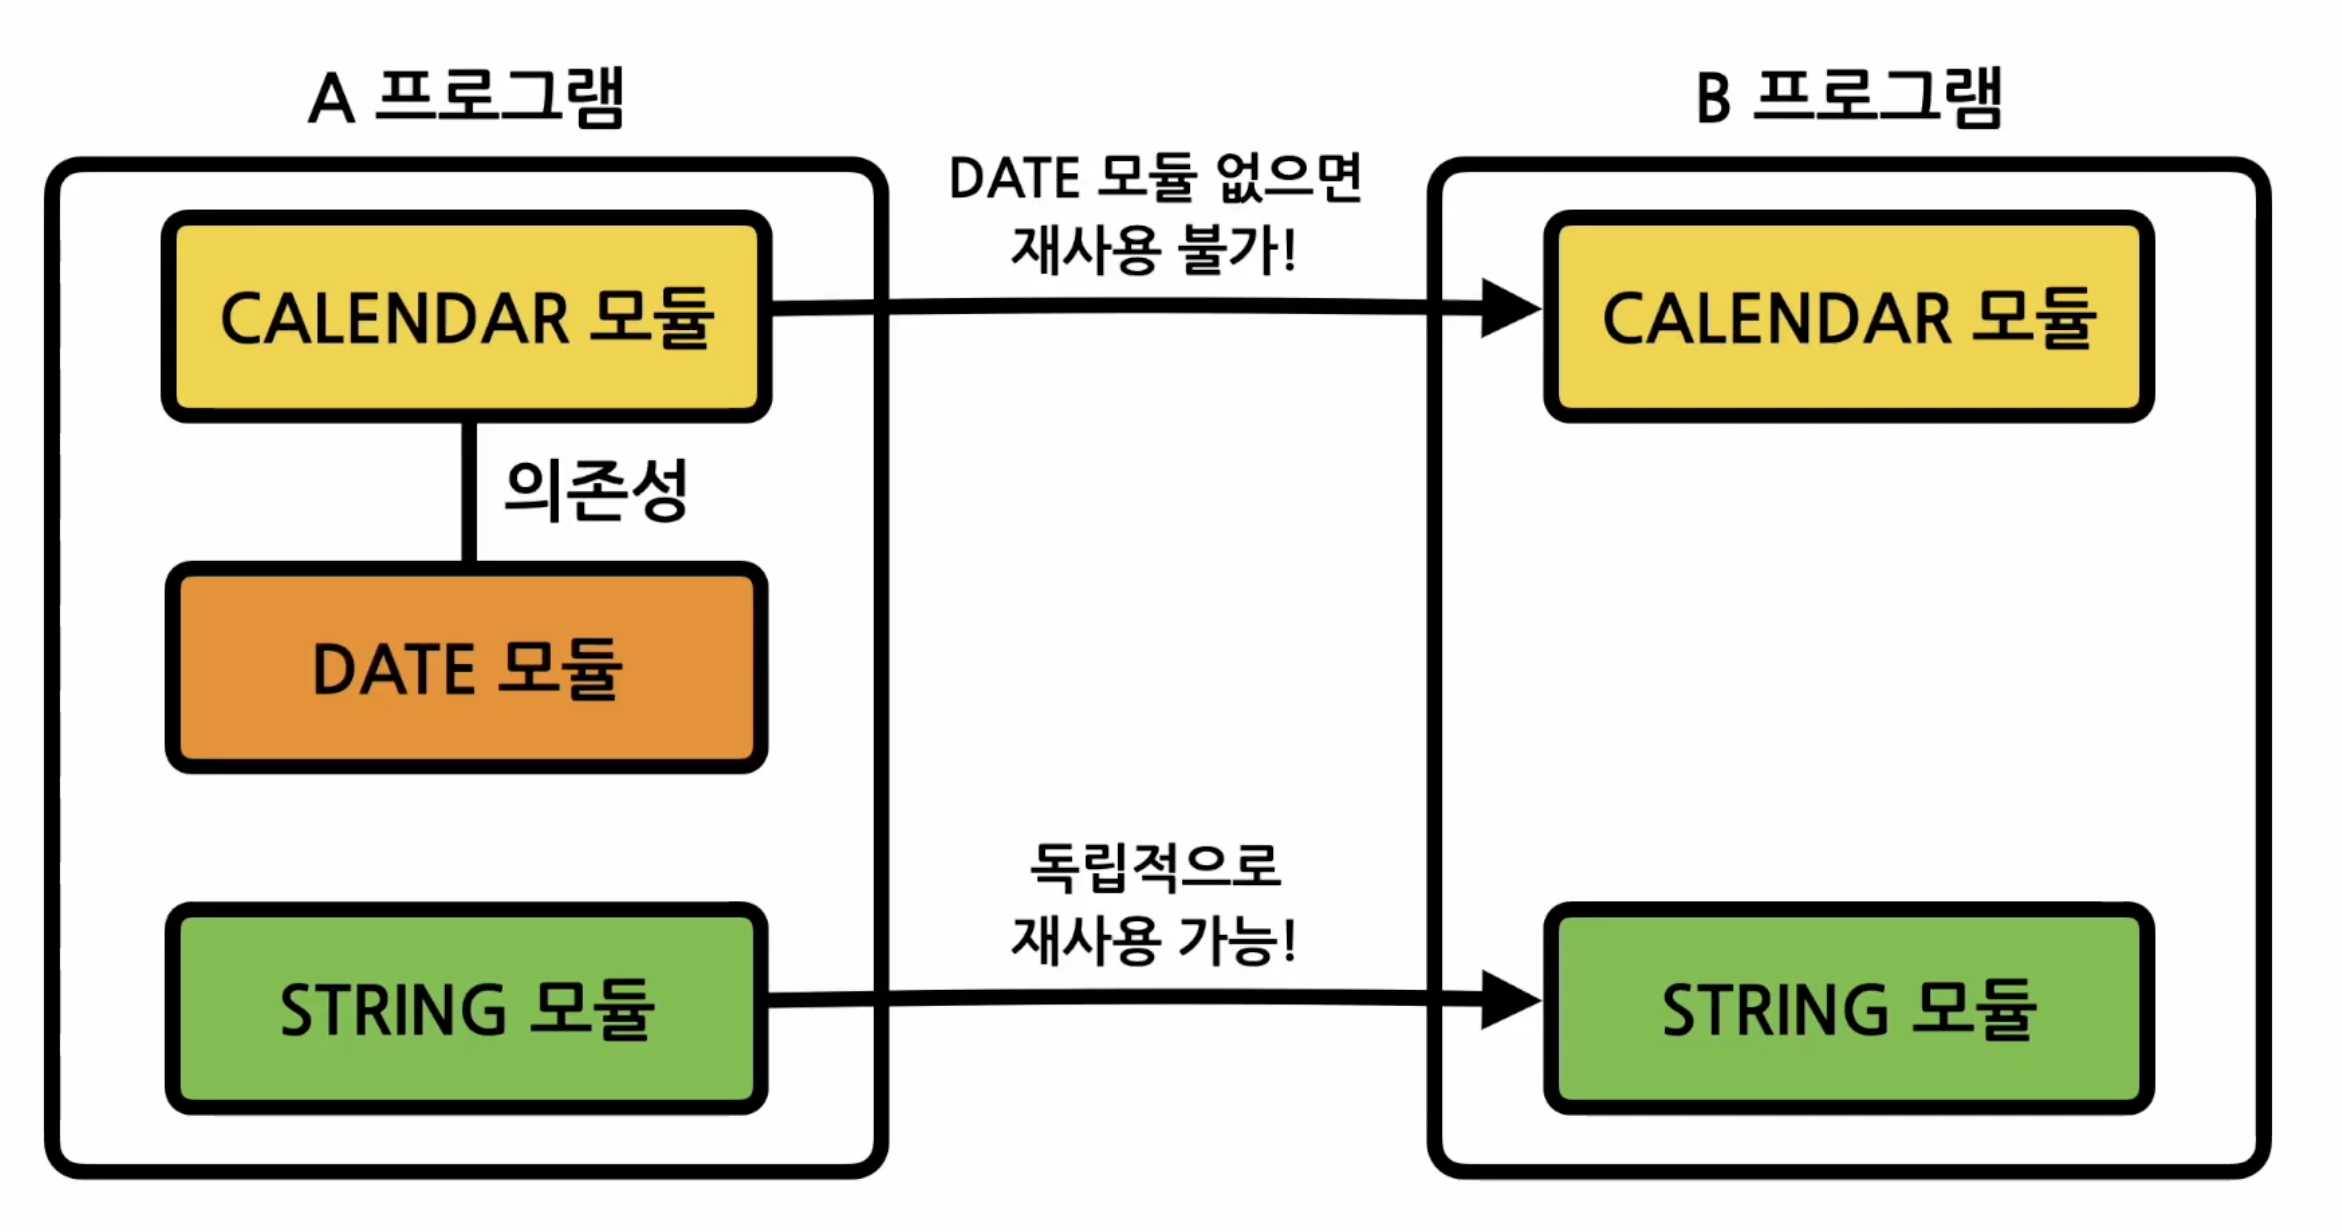 A 프로그램
B 프로그램
DATE 모듈 없으면
재사용 불가!
CALENDAR 모듈
CALENDAR 모듈
의존성
DATE 모듈
독립적으로
재사용 가능!
STRING 모듈
STRING 모듈